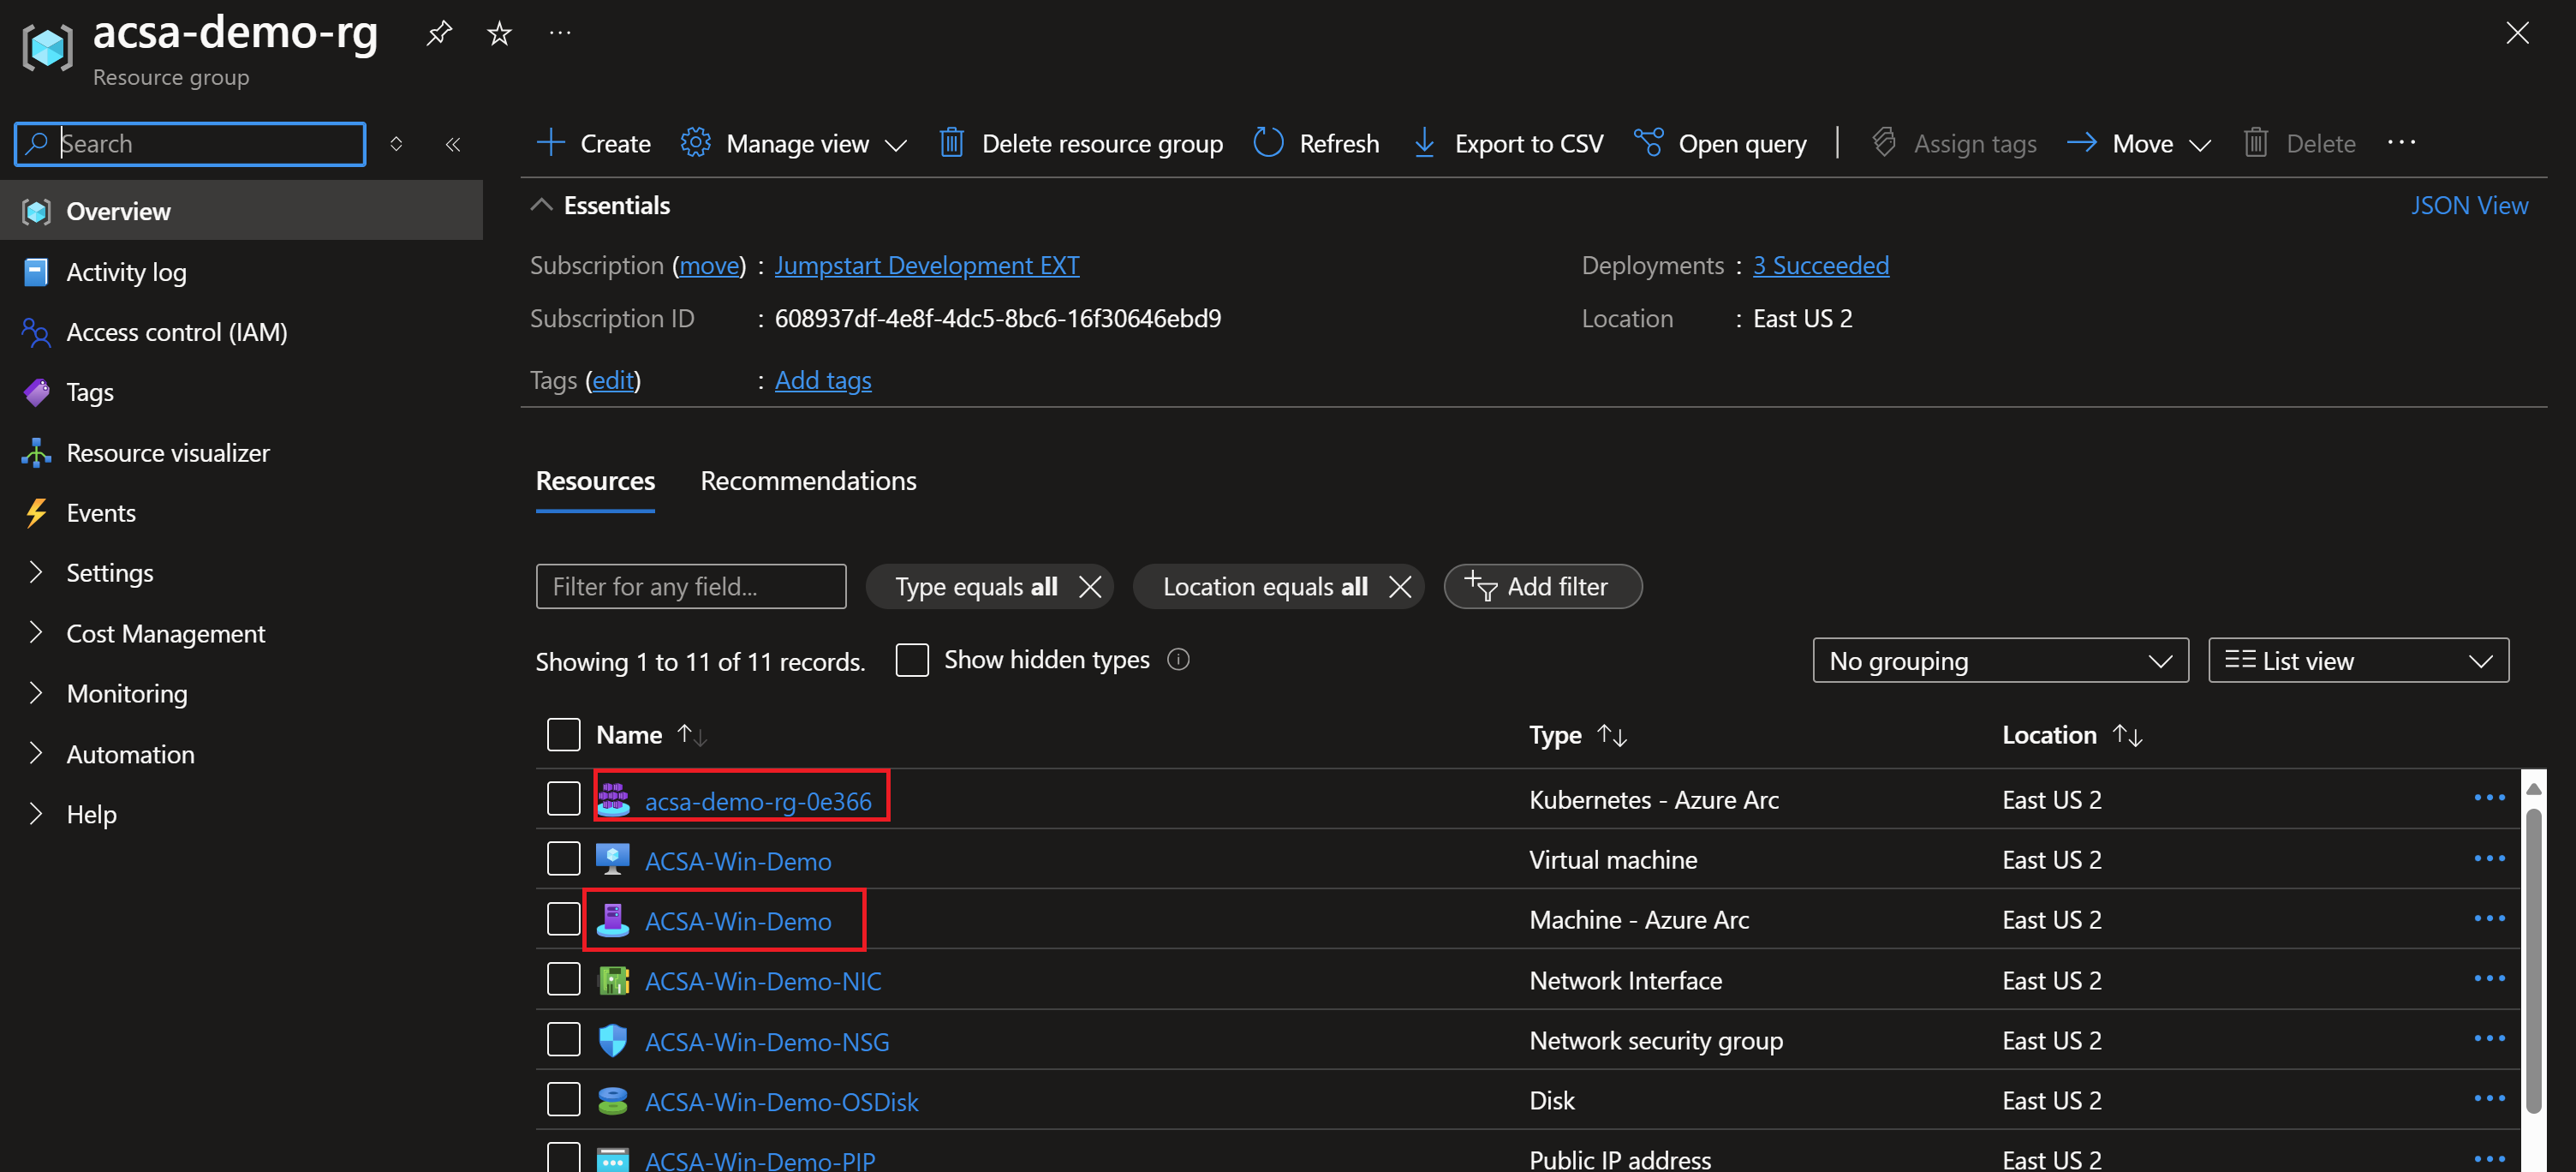 acsa-demo-rg
Resource group
Search
Create
Manage view
Delete resource group
Refresh
Export to CSV
Open query
Assign tags
Move
Delete
Overview
Activity log
Access control (IAM)
Tags
Resource visualizer
Events
Settings
Cost Management
Monitoring
Automation
Help
Essentials
JSON View
Subscription (move) : Jumpstart Development EXT
Deployments : 3 Succeeded
Subscription ID : 608937df-4e8f-4dc5-8bc6-16f30646ebd9
Location : East US 2
Tags (edit) : Add tags
Resources Recommendations
Filter for any field...
Type equals all
Location equals all
Add filter
Showing 1 to 11 of 11 records.
Show hidden types
No grouping
List view
Name Type Location
acsa-demo-rg-0e366 Kubernetes - Azure Arc East US 2
ACSA-Win-Demo Virtual machine East US 2
ACSA-Win-Demo Machine - Azure Arc East US 2
ACSA-Win-Demo-NIC Network Interface East US 2
ACSA-Win-Demo-NSG Network security group East US 2
ACSA-Win-Demo-OSDisk Disk East US 2
ACSA-Win-Demo-PIP Public IP address East US 2